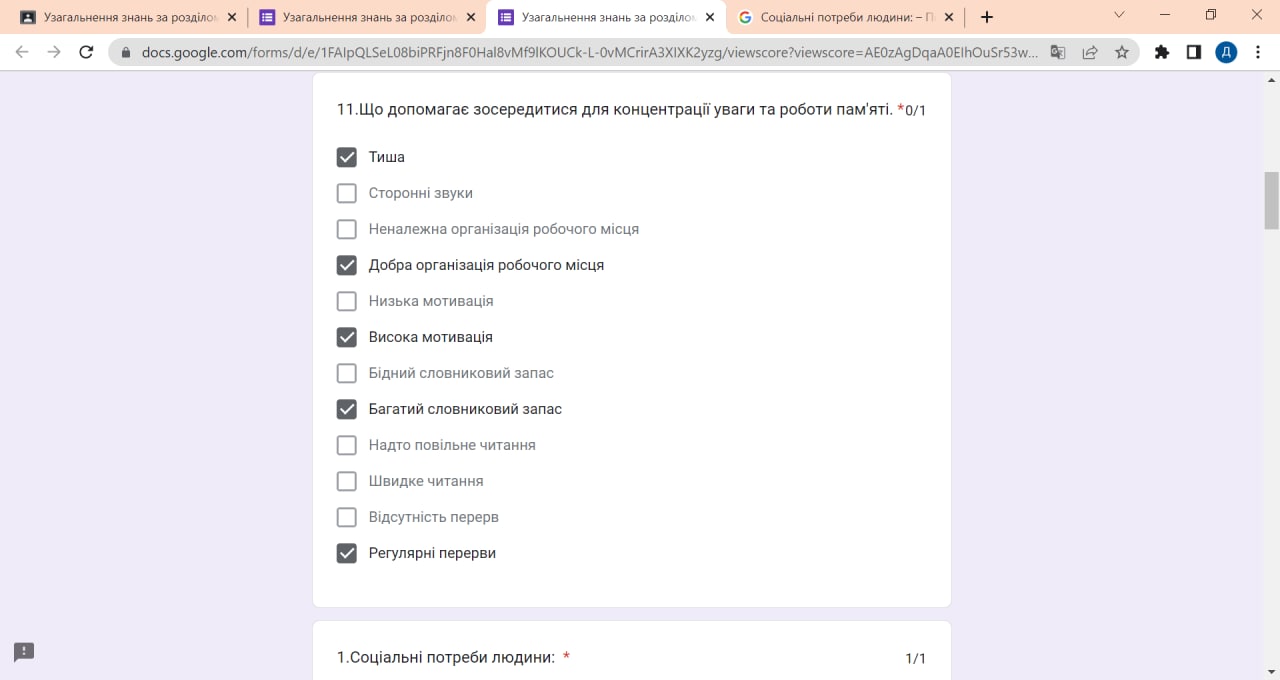 Узагальнення знань за розділом
Узагальнення знань за розділом
Узагальнення знань за розділом
Соціальні потреби людини: – П
docs.google.com/forms/d/e/1FAIpQLSeL08biPRFjn8F0Hal8vMf9lKOUCk-L-0vMCrirA3XIXK2yzg/viewscore?viewscore=AE0zAgDqaA0EIhOuSr53w...
Д
11.Що допомагає зосередитися для концентрації уваги та роботи пам'яті. *0/1
Тиша
Сторонні звуки
Неналежна організація робочого місця
Добра організація робочого місця
Низька мотивація
Висока мотивація
Бідний словниковий запас
Багатий словниковий запас
Надто повільне читання
Швидке читання
Відсутність перерв
Регулярні перерви
1.Соціальні потреби людини: * 1/1